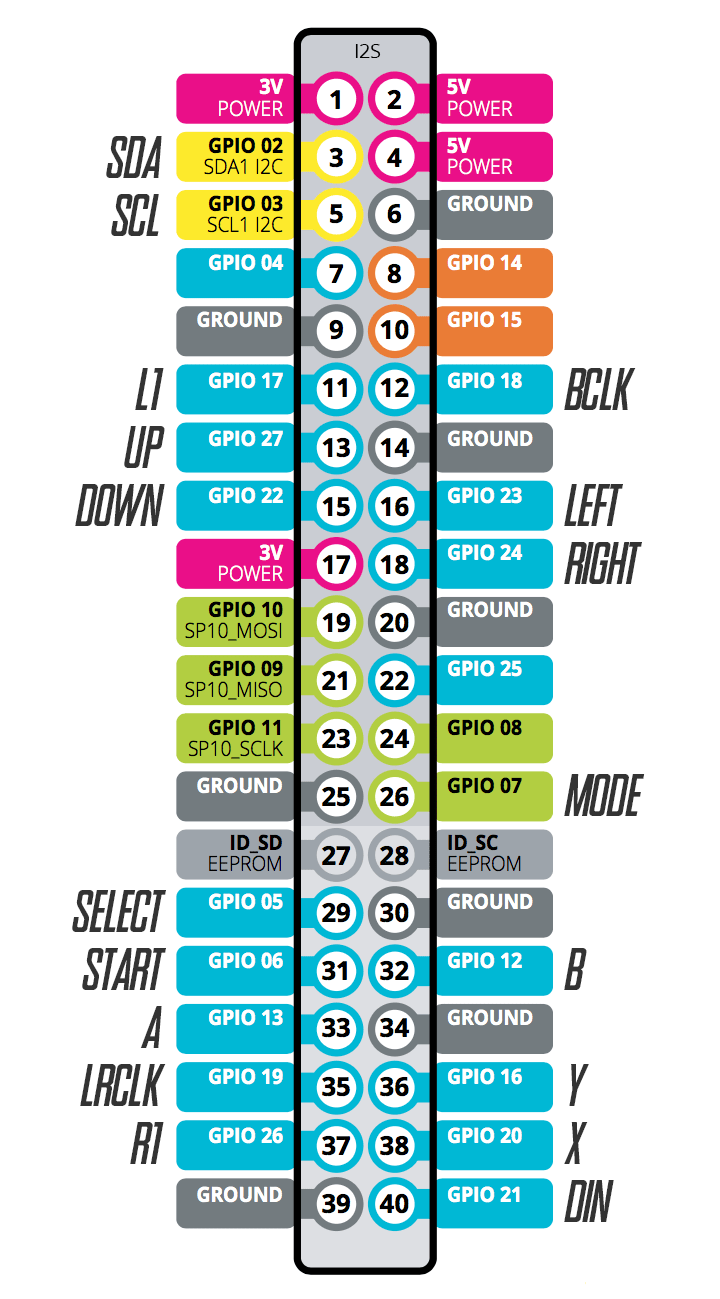 I2S
3V 1 2 5V
POWER POWER
SDA GPIO 02 3 4 5V
SDA1 I2C POWER
SCL GPIO 03 5 6 GROUND
SCL1 I2C
GPIO 04 7 8 GPIO 14
GROUND 9 10 GPIO 15
L1 GPIO 17 11 12 GPIO 18 BCLK
UP GPIO 27 13 14 GROUND
DOWN GPIO 22 15 16 GPIO 23 LEFT
3V 17 18 GPIO 24 RIGHT
POWER
GPIO 10 19 20 GROUND
SP10_MOSI
GPIO 09 21 22 GPIO 25
SP10_MISO
GPIO 11 23 24 GPIO 08
SP10_SCLK
GROUND 25 26 GPIO 07 MODE
ID_SD 27 28 ID_SC
EEPROM EEPROM
SELECT GPIO 05 29 30 GROUND
START GPIO 06 31 32 GPIO 12 B
A GPIO 13 33 34 GROUND
LRCLK GPIO 19 35 36 GPIO 16 Y
R1 GPIO 26 37 38 GPIO 20 X
GROUND 39 40 GPIO 21 DIN